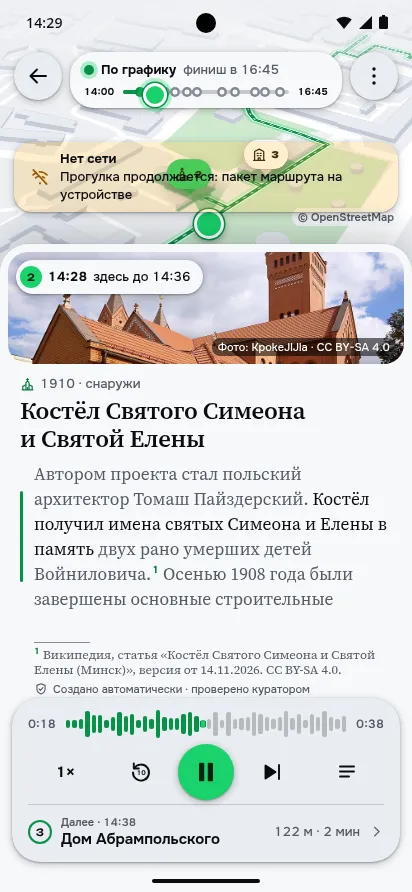 14:29
По графику финиш в 16:45
14:00 16:45
3
Нет сети
Прогулка продолжается: пакет маршрута на
устройстве
© OpenStreetMap
2 14:28 здесь до 14:36
Фото: KpokeJIJIa · CC BY-SA 4.0
1910 · снаружи
Костёл Святого Симеона
и Святой Елены
Автором проекта стал польский
архитектор Томаш Пайздерский. Костёл
получил имена святых Симеона и Елены в
память двух рано умерших детей
Войниловича.¹ Осенью 1908 года были
завершены основные строительные
¹ Википедия, статья «Костёл Святого Симеона и Святой
Елены (Минск)», версия от 14.11.2026. CC BY-SA 4.0.
Создано автоматически · проверено куратором
0:18 0:38
1× 10
3 Далее · 14:38
Дом Абрампольского 122 м · 2 мин